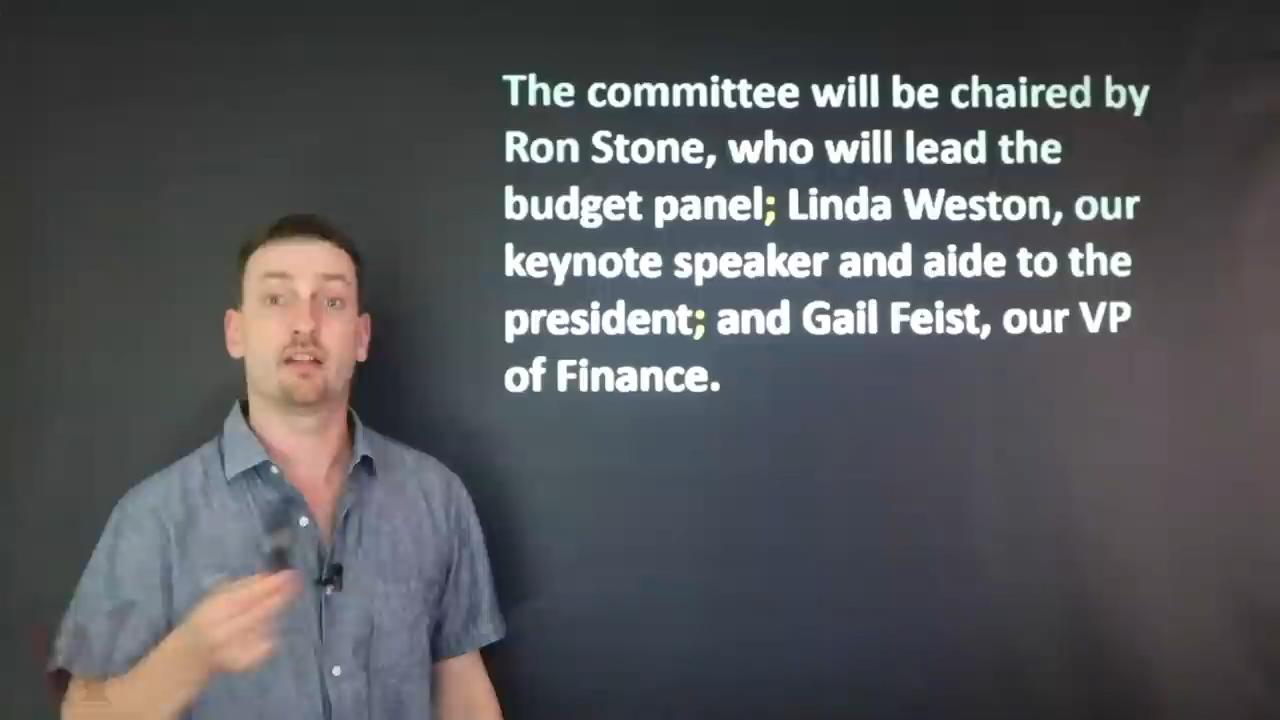 The committee will be chaired by
Ron Stone, who will lead the
budget panel; Linda Weston, our
keynote speaker and aide to the
president; and Gail Feist, our VP
of Finance.